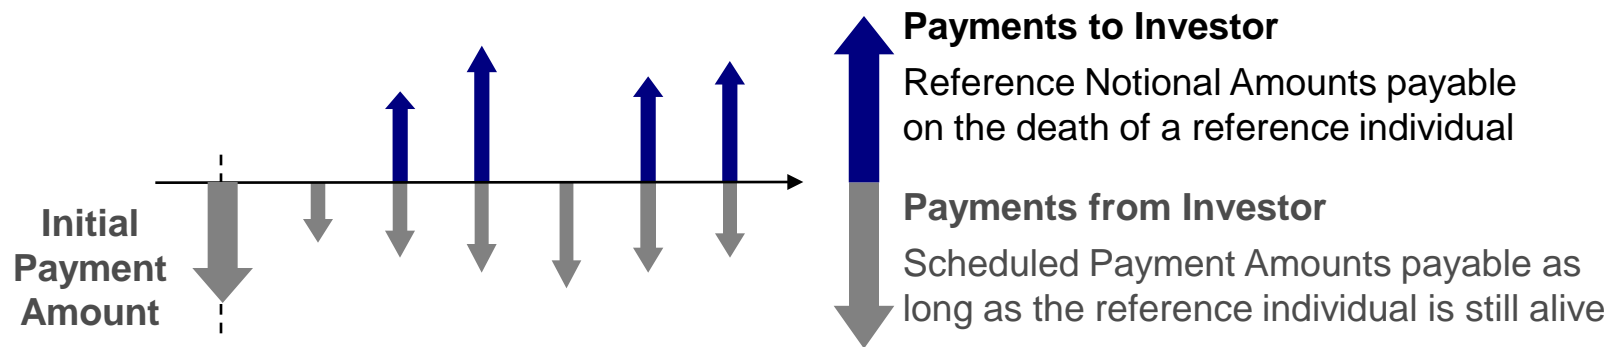 Initial
Payment
Amount
Payments to Investor
Reference Notional Amounts payable
on the death of a reference individual
Payments from Investor
Scheduled Payment Amounts payable as
long as the reference individual is still alive